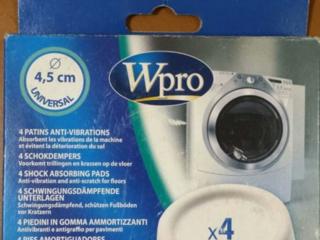 Ø
4,5 cm
UNIVERSAL
Wpro
4 PATINS ANTI-VIBRATIONS
Absorbent les vibrations de la machine
et évitent la détérioration du sol
4 SCHOKDEMPERS
Voorkomt trillingen en krassen op de vloer
4 SHOCK ABSORBING PADS
Anti-vibration and anti-scratch for floors
4 SCHWINGUNGSDÄMPFENDE
UNTERLAGEN
Schwingungsdämpfend, schützen Fußböden
vor Kratzern
4 PIEDINI IN GOMMA AMMORTIZZANTI
Antivibranti e antigraffio per pavimenti
4 PIES AMORTIGUADORES
x4